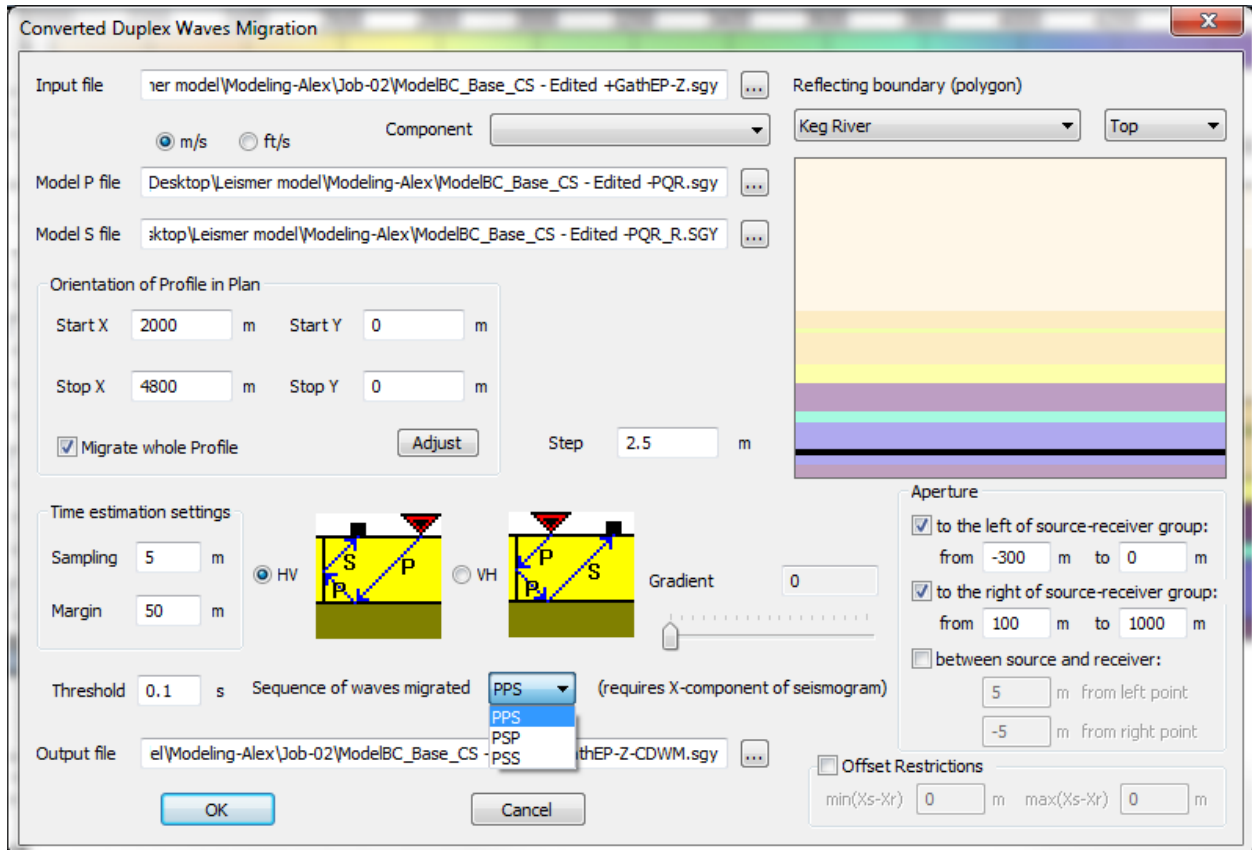 Converted Duplex Waves Migration
Input file ner model\Modeling-Alex\Job-02\ModelBC_Base_CS - Edited +GathEP-Z.sgy ...
Reflecting boundary (polygon)
m/s ft/s Component
Keg River Top
Model P file Desktop\Leismer model\Modeling-Alex\ModelBC_Base_CS - Edited -PQR.sgy ...
Model S file sktop\Leismer model\Modeling-Alex\ModelBC_Base_CS - Edited -PQR_R.SGY ...
Orientation of Profile in Plan
Start X 2000 m Start Y 0 m
Stop X 4800 m Stop Y 0 m
Migrate whole Profile Adjust Step 2.5 m
Time estimation settings
Sampling 5 m
Margin 50 m
HV S P P
VH P P S
Gradient 0
Aperture
to the left of source-receiver group:
from -300 m to 0 m
to the right of source-receiver group:
from 100 m to 1000 m
between source and receiver:
5 m from left point
-5 m from right point
Threshold 0.1 s Sequence of waves migrated PPS (requires X-component of seismogram)
PPS
PSP
PSS
Output file el\Modeling-Alex\Job-02\ModelBC_Base_CS - thEP-Z-CDWM.sgy ...
Offset Restrictions
min(Xs-Xr) 0 m max(Xs-Xr) 0 m
OK Cancel